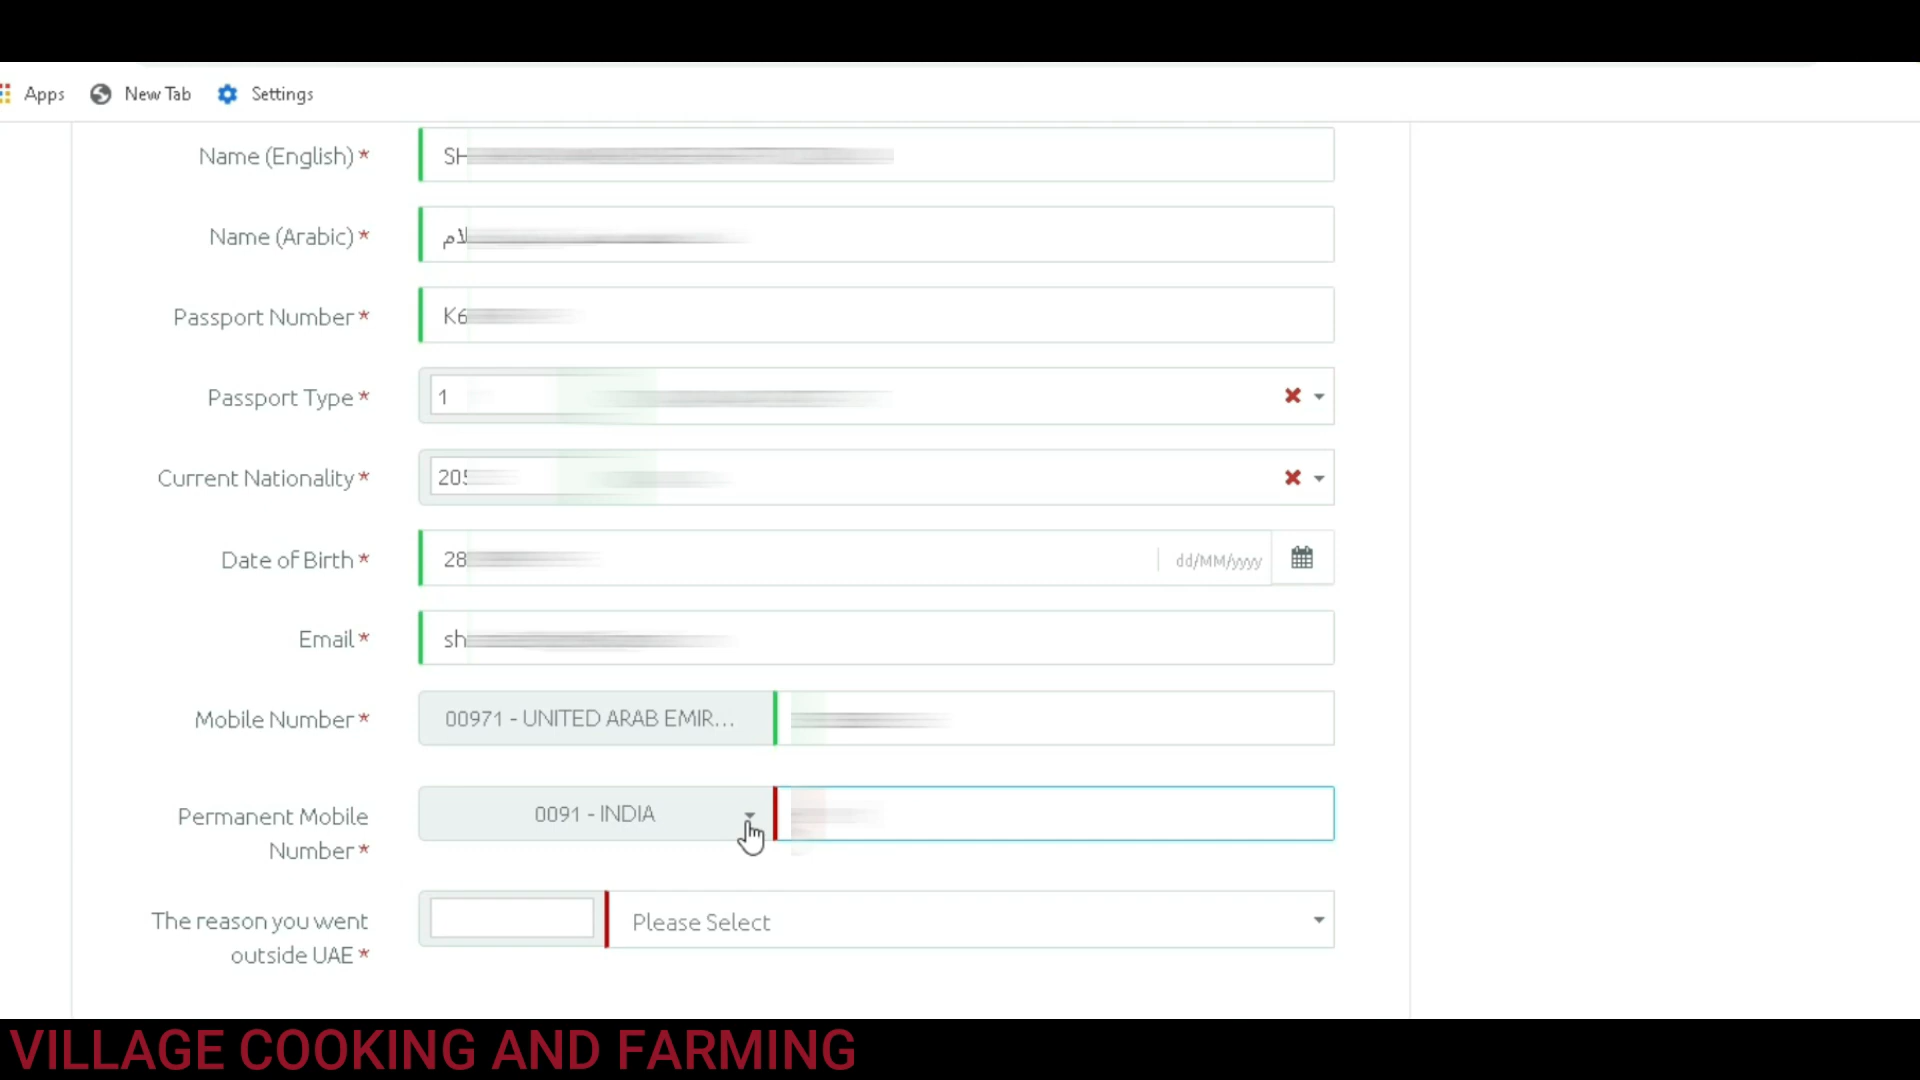 Apps New Tab Settings
Name (English) * SH
Name (Arabic) * لام
Passport Number * K6
Passport Type * 1
Current Nationality * 205
Date of Birth * 28 dd/MM/yyyy
Email * sh
Mobile Number * 00971 - UNITED ARAB EMIR...
Permanent Mobile
Number * 0091 - INDIA
The reason you went
outside UAE * Please Select
VILLAGE COOKING AND FARMING